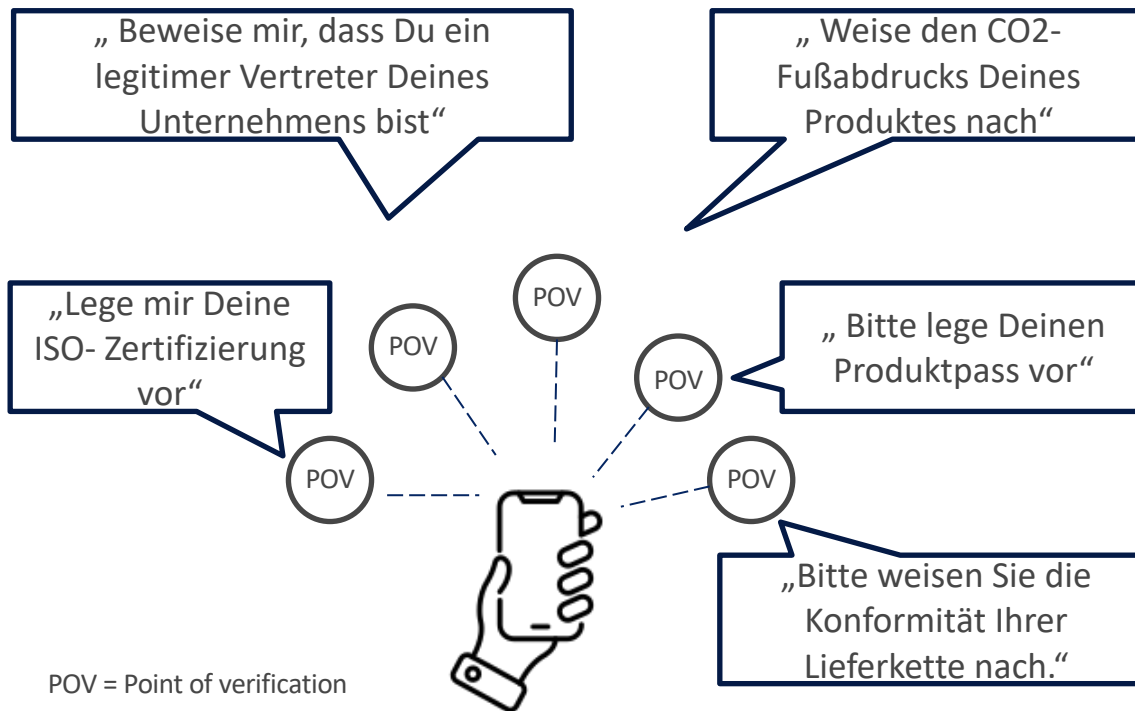 „ Beweise mir, dass Du ein
legitimer Vertreter Deines
Unternehmens bist“
„ Weise den CO2-
Fußabdrucks Deines
Produktes nach“
POV
„Lege mir Deine
ISO- Zertifizierung
vor“
POV
POV
„ Bitte lege Deinen
Produktpass vor“
POV
POV
„Bitte weisen Sie die
Konformität Ihrer
Lieferkette nach.“
POV = Point of verification